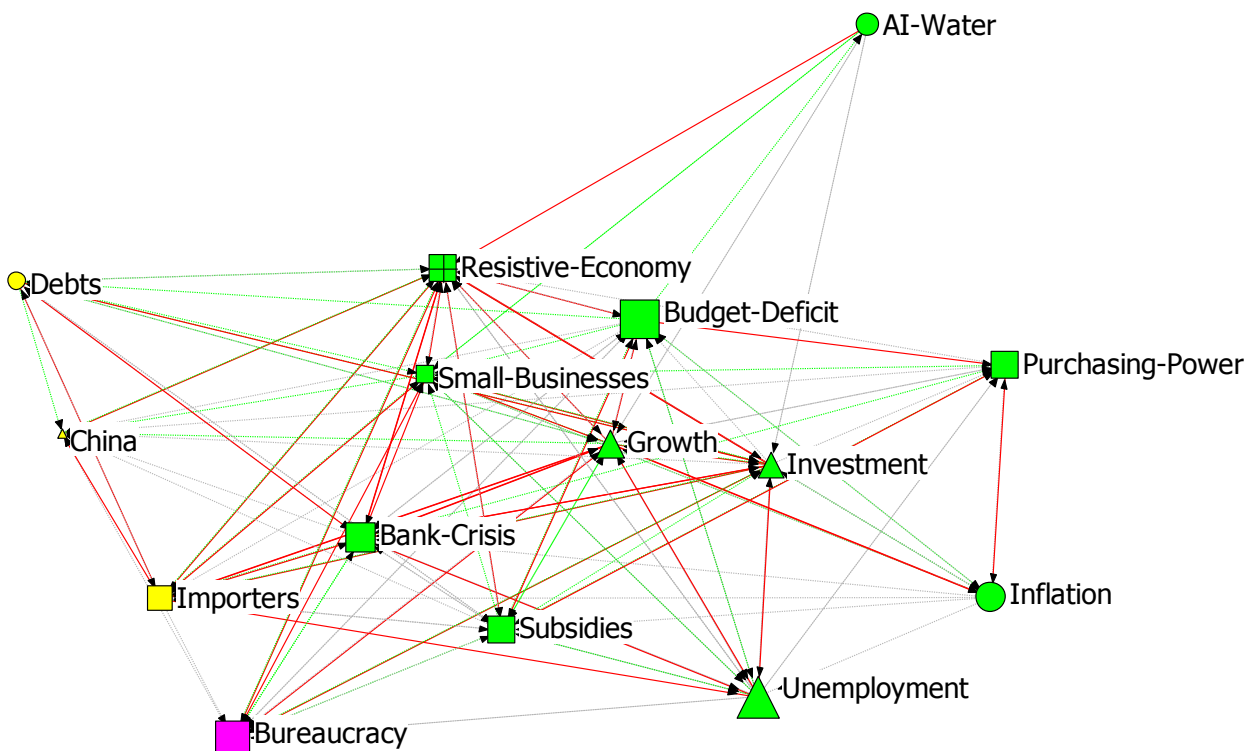 AI-Water
Resistive-Economy
Debts
Budget-Deficit
Purchasing-Power
Small-Businesses
China
Growth
Investment
Bank-Crisis
Importers
Inflation
Subsidies
Unemployment
Bureaucracy